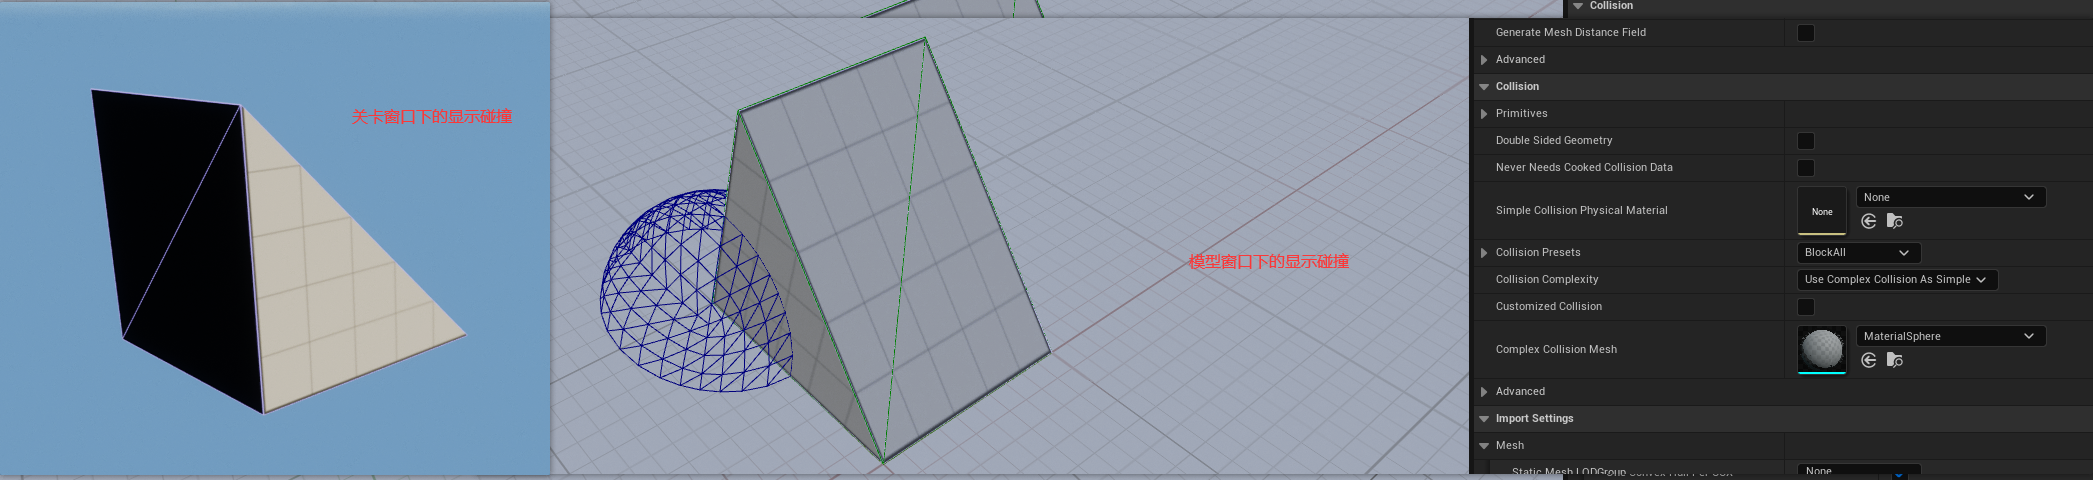 关卡窗口下的显示碰撞
模型窗口下的显示碰撞
Collision
Generate Mesh Distance Field
Advanced
Collision
Primitives
Double Sided Geometry
Never Needs Cooked Collision Data
Simple Collision Physical Material
None
None
Collision Presets
BlockAll
Collision Complexity
Use Complex Collision As Simple
Customized Collision
Complex Collision Mesh
MaterialSphere
Advanced
Import Settings
Mesh
Static Mesh LODGroup
None